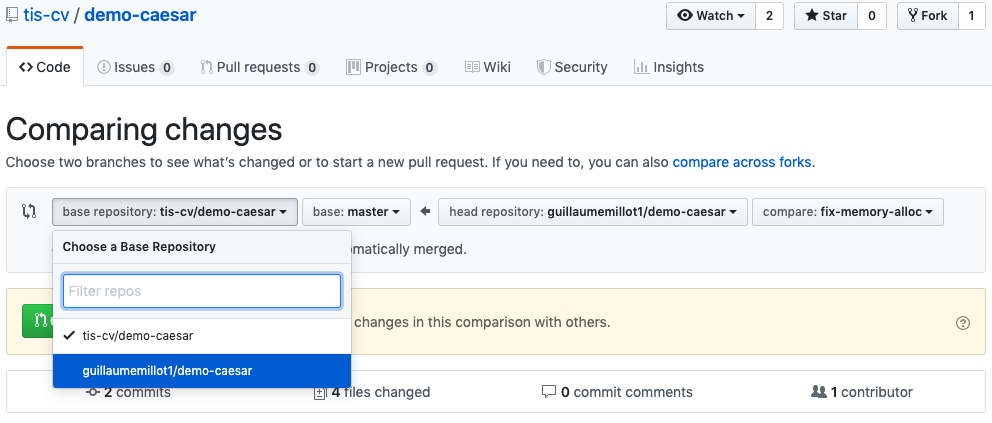 tis-cv / demo-caesar
Watch 2 Star 0 Fork 1
Code Issues 0 Pull requests 0 Projects 0 Wiki Security Insights
Comparing changes
Choose two branches to see what's changed or to start a new pull request. If you need to, you can also compare across forks.
base repository: tis-cv/demo-caesar base: master head repository: guillaumemillot1/demo-caesar compare: fix-memory-alloc
Choose a Base Repository
omatically merged.
Filter repos
changes in this comparison with others.
tis-cv/demo-caesar
guillaumemillot1/demo-caesar
2 commits 4 files changed 0 commit comments 1 contributor